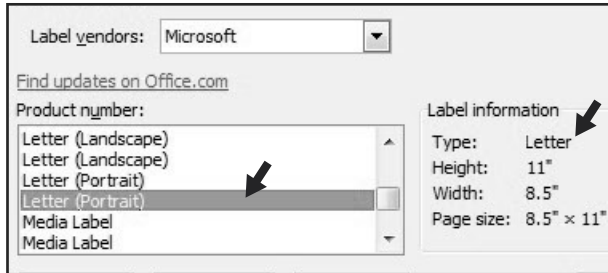 Label vendors: Microsoft
Find updates on Office.com
Product number:
Letter (Landscape)
Letter (Landscape)
Letter (Portrait)
Letter (Portrait)
Media Label
Media Label
Label information
Type: Letter
Height: 11"
Width: 8.5"
Page size: 8.5" × 11"